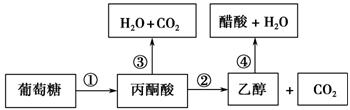 H₂O+CO₂ 醋酸+H₂O
③ ④
葡萄糖 ① 丙酮酸 ② 乙醇 + CO₂